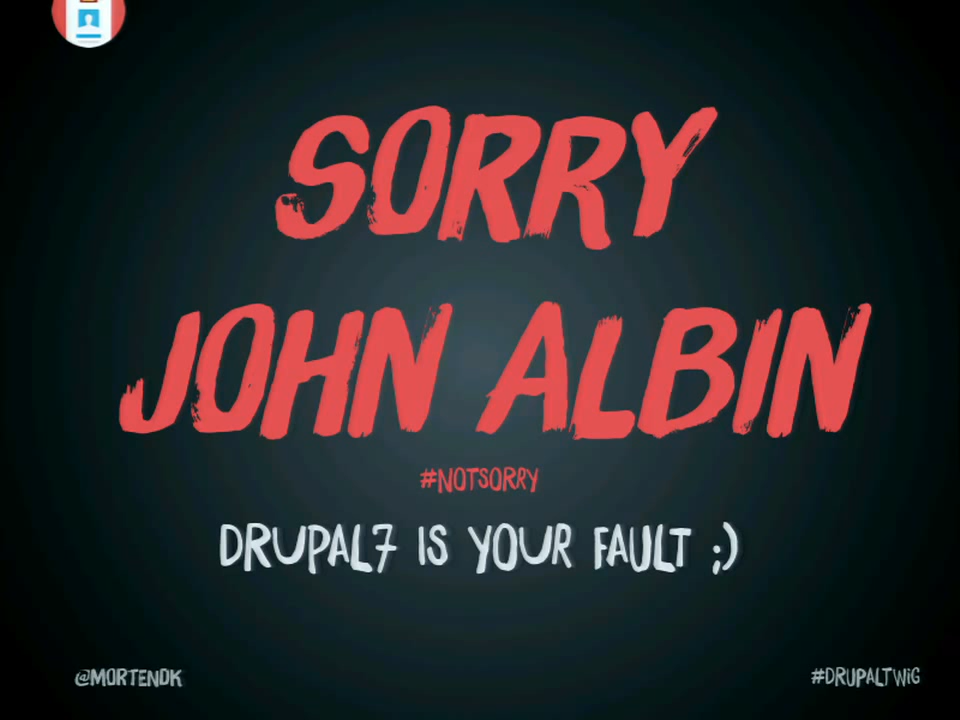 SORRY
JOHN ALBIN
#NOTSORRY
DRUPAL7 IS YOUR FAULT ;)
@MORTENDK
#DRUPALTWIG